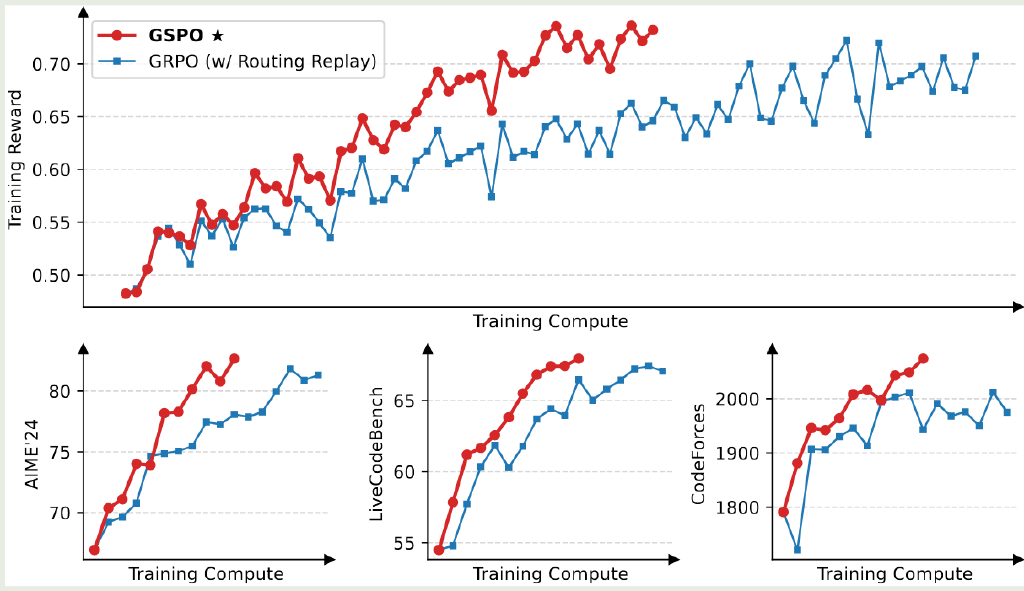 GSPO ★
GRPO (w/ Routing Replay)
Training Reward
0.70
0.65
0.60
0.55
0.50
Training Compute
AIME'24
80
75
70
Training Compute
LiveCodeBench
65
60
55
Training Compute
CodeForces
2000
1900
1800
Training Compute